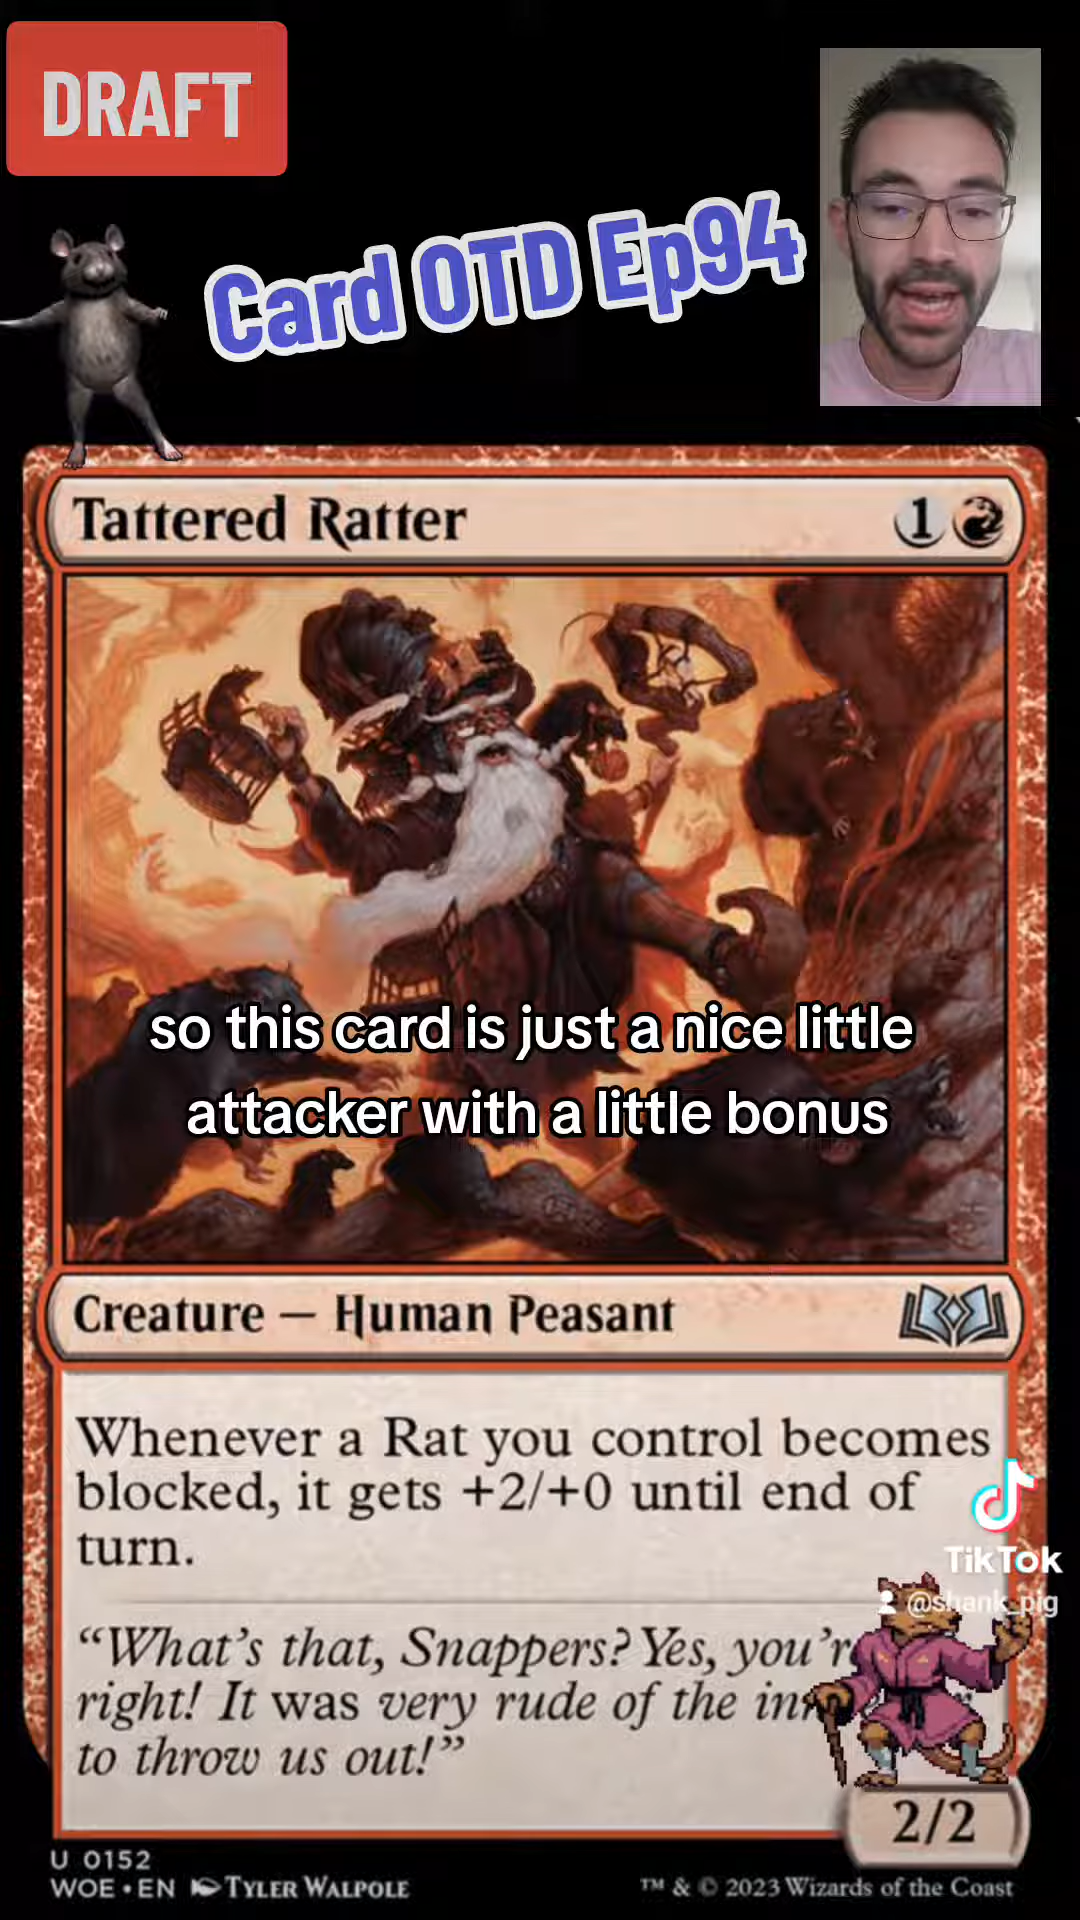 DRAFT
Card OTD Ep94
Tattered Ratter 1
so this card is just a nice little
attacker with a little bonus
Creature — Human Peasant
Whenever a Rat you control becomes
blocked, it gets +2/+0 until end of
turn.
TikTok
@shank_pig
“What’s that, Snappers? Yes, you’re
right! It was very rude of the
to throw us out!”
2/2
U 0152
WOE • EN TYLER WALPOLE
™ & © 2023 Wizards of the Coast